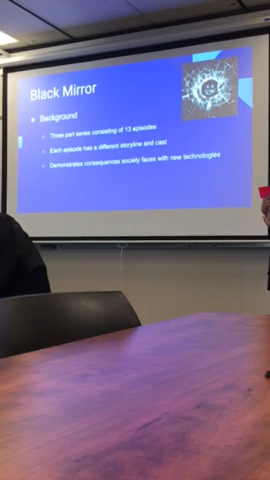 Black Mirror
Background
Three part series consisting of 13 episodes
Each episode has a different storyline and cast
Demonstrates consequences society faces with new technologies